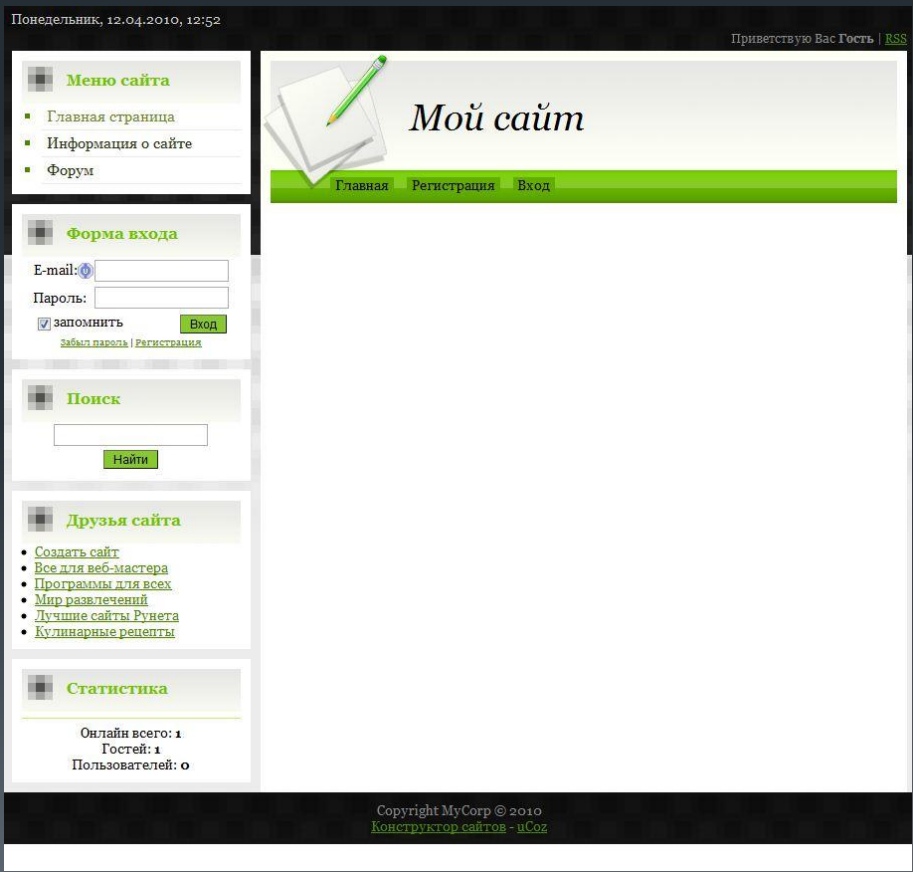 Понедельник, 12.04.2010, 12:52
Приветствую Вас Гость | RSS
Меню сайта
Главная страница
Информация о сайте
Форум
Мой сайт
Главная Регистрация Вход
Форма входа
E-mail:
Пароль:
запомнить Вход
Забыл пароль | Регистрация
Поиск
Найти
Друзья сайта
Создать сайт
Все для веб-мастера
Программы для всех
Мир развлечений
Лучшие сайты Рунета
Кулинарные рецепты
Статистика
Онлайн всего: 1
Гостей: 1
Пользователей: 0
Copyright MyCorp © 2010
Конструктор сайтов - uCoz